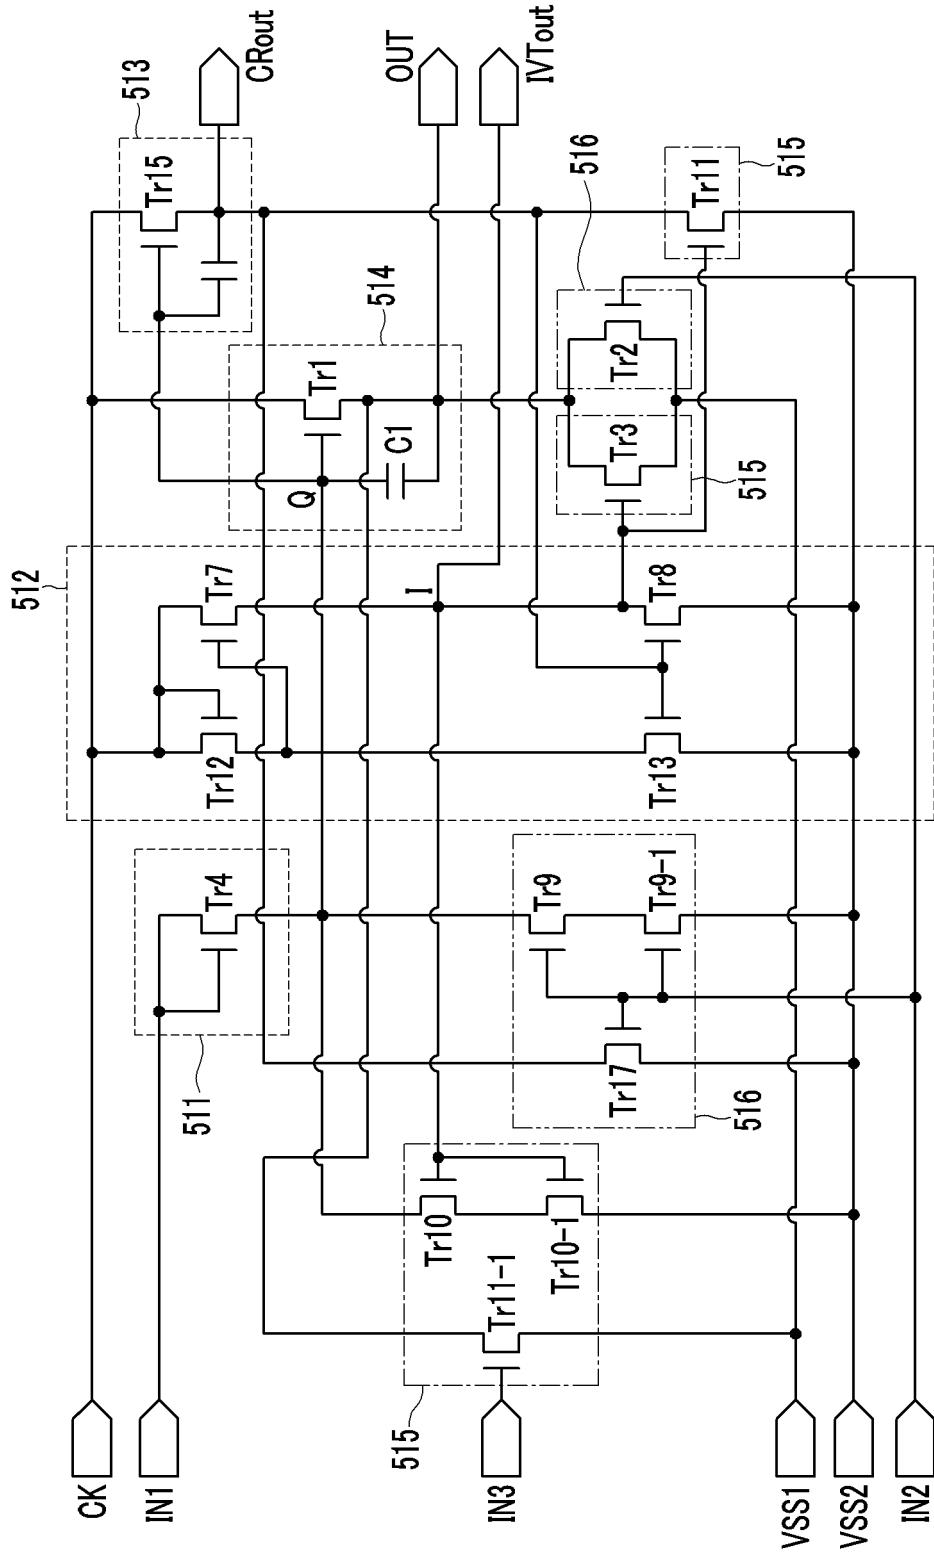 513
CRout
OUT
IVTout
Tr15
514
516
515
Tr11
Tr1
C1
Q
Tr2
Tr3
515
512
Tr7
I
Tr8
Tr12
Tr13
Tr4
511
Tr9
Tr9-1
Tr17
516
Tr10
Tr10-1
Tr11-1
515
CK
IN1
IN3
VSS1
VSS2
IN2